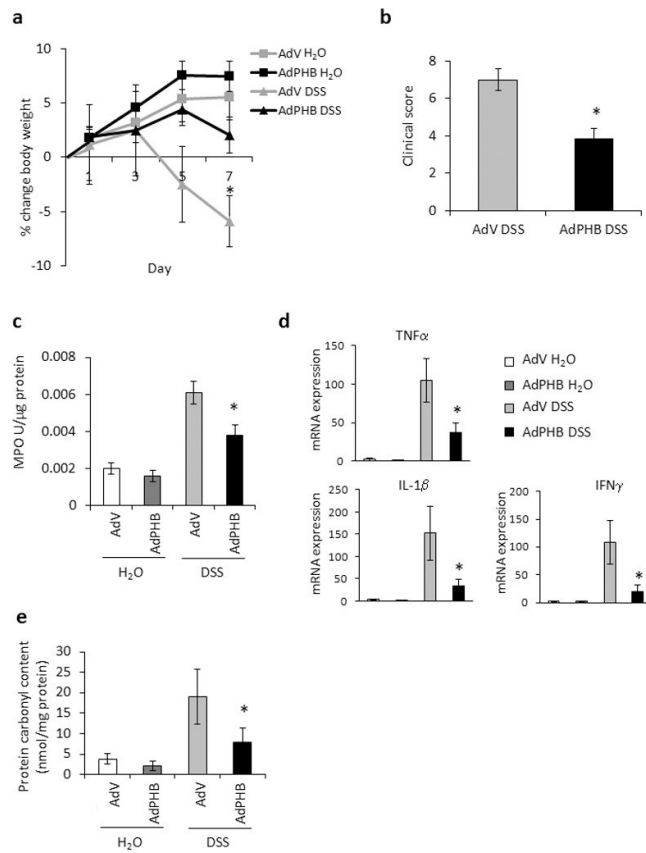 a
10
5
0
-5
-10
% change body weight
1 3 5 7
*
Day
AdV H₂O
AdPHB H₂O
AdV DSS
AdPHB DSS
b
8
6
4
2
0
Clinical score
*
AdV DSS AdPHB DSS
c
0.008
0.006
0.004
0.002
0
MPO U/µg protein
*
AdV AdPHB AdV AdPHB
H₂O DSS
d
TNFα
150
100
50
0
mRNA expression
*
AdV H₂O
AdPHB H₂O
AdV DSS
AdPHB DSS
IL-1β
250
200
150
100
50
0
mRNA expression
*
IFNγ
200
150
100
50
0
mRNA expression
*
e
30
25
20
15
10
5
0
Protein carbonyl content
(nmol/mg protein)
*
AdV AdPHB AdV AdPHB
H₂O DSS